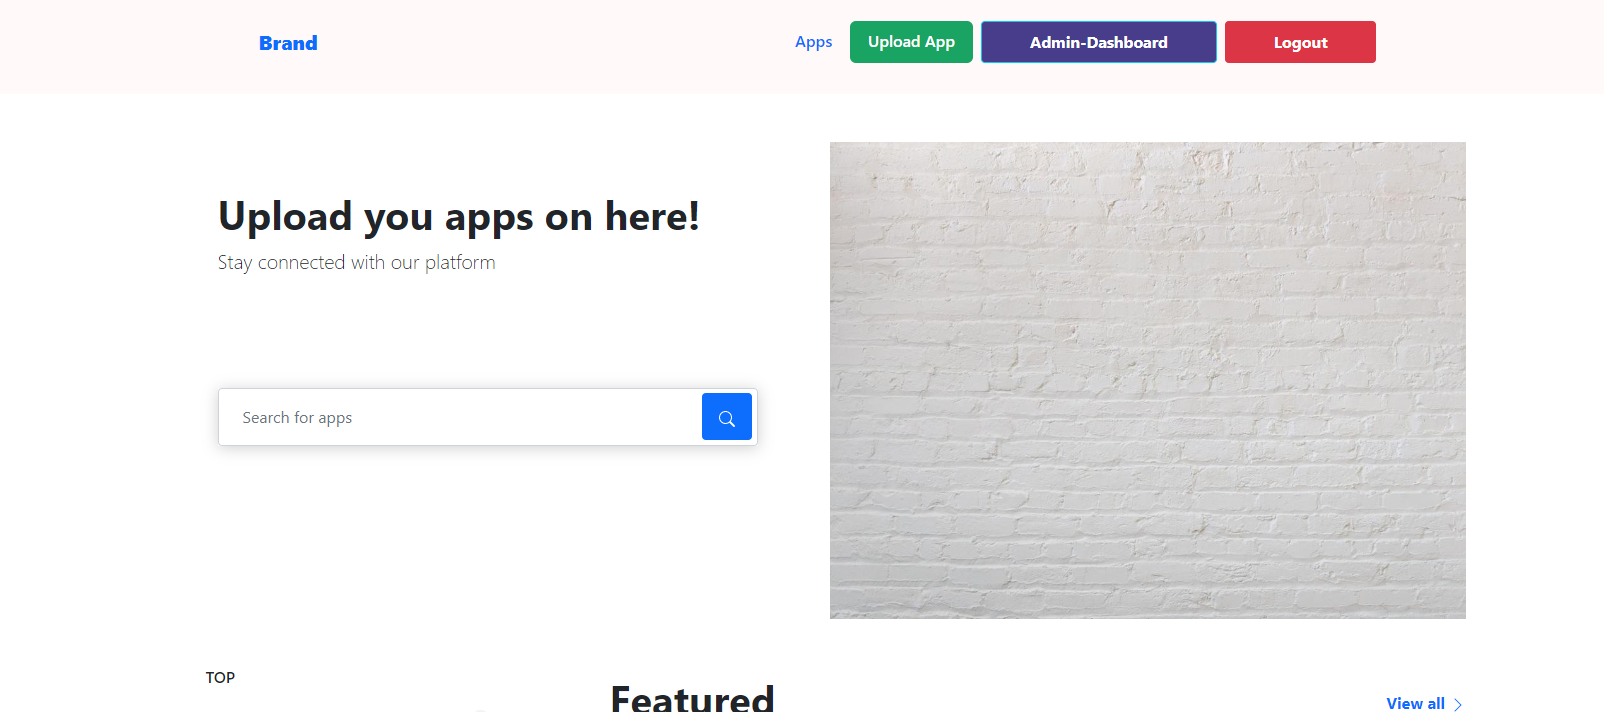 Brand
Apps
Upload App
Admin-Dashboard
Logout
Upload you apps on here!
Stay connected with our platform
Search for apps
TOP
Featured
View all